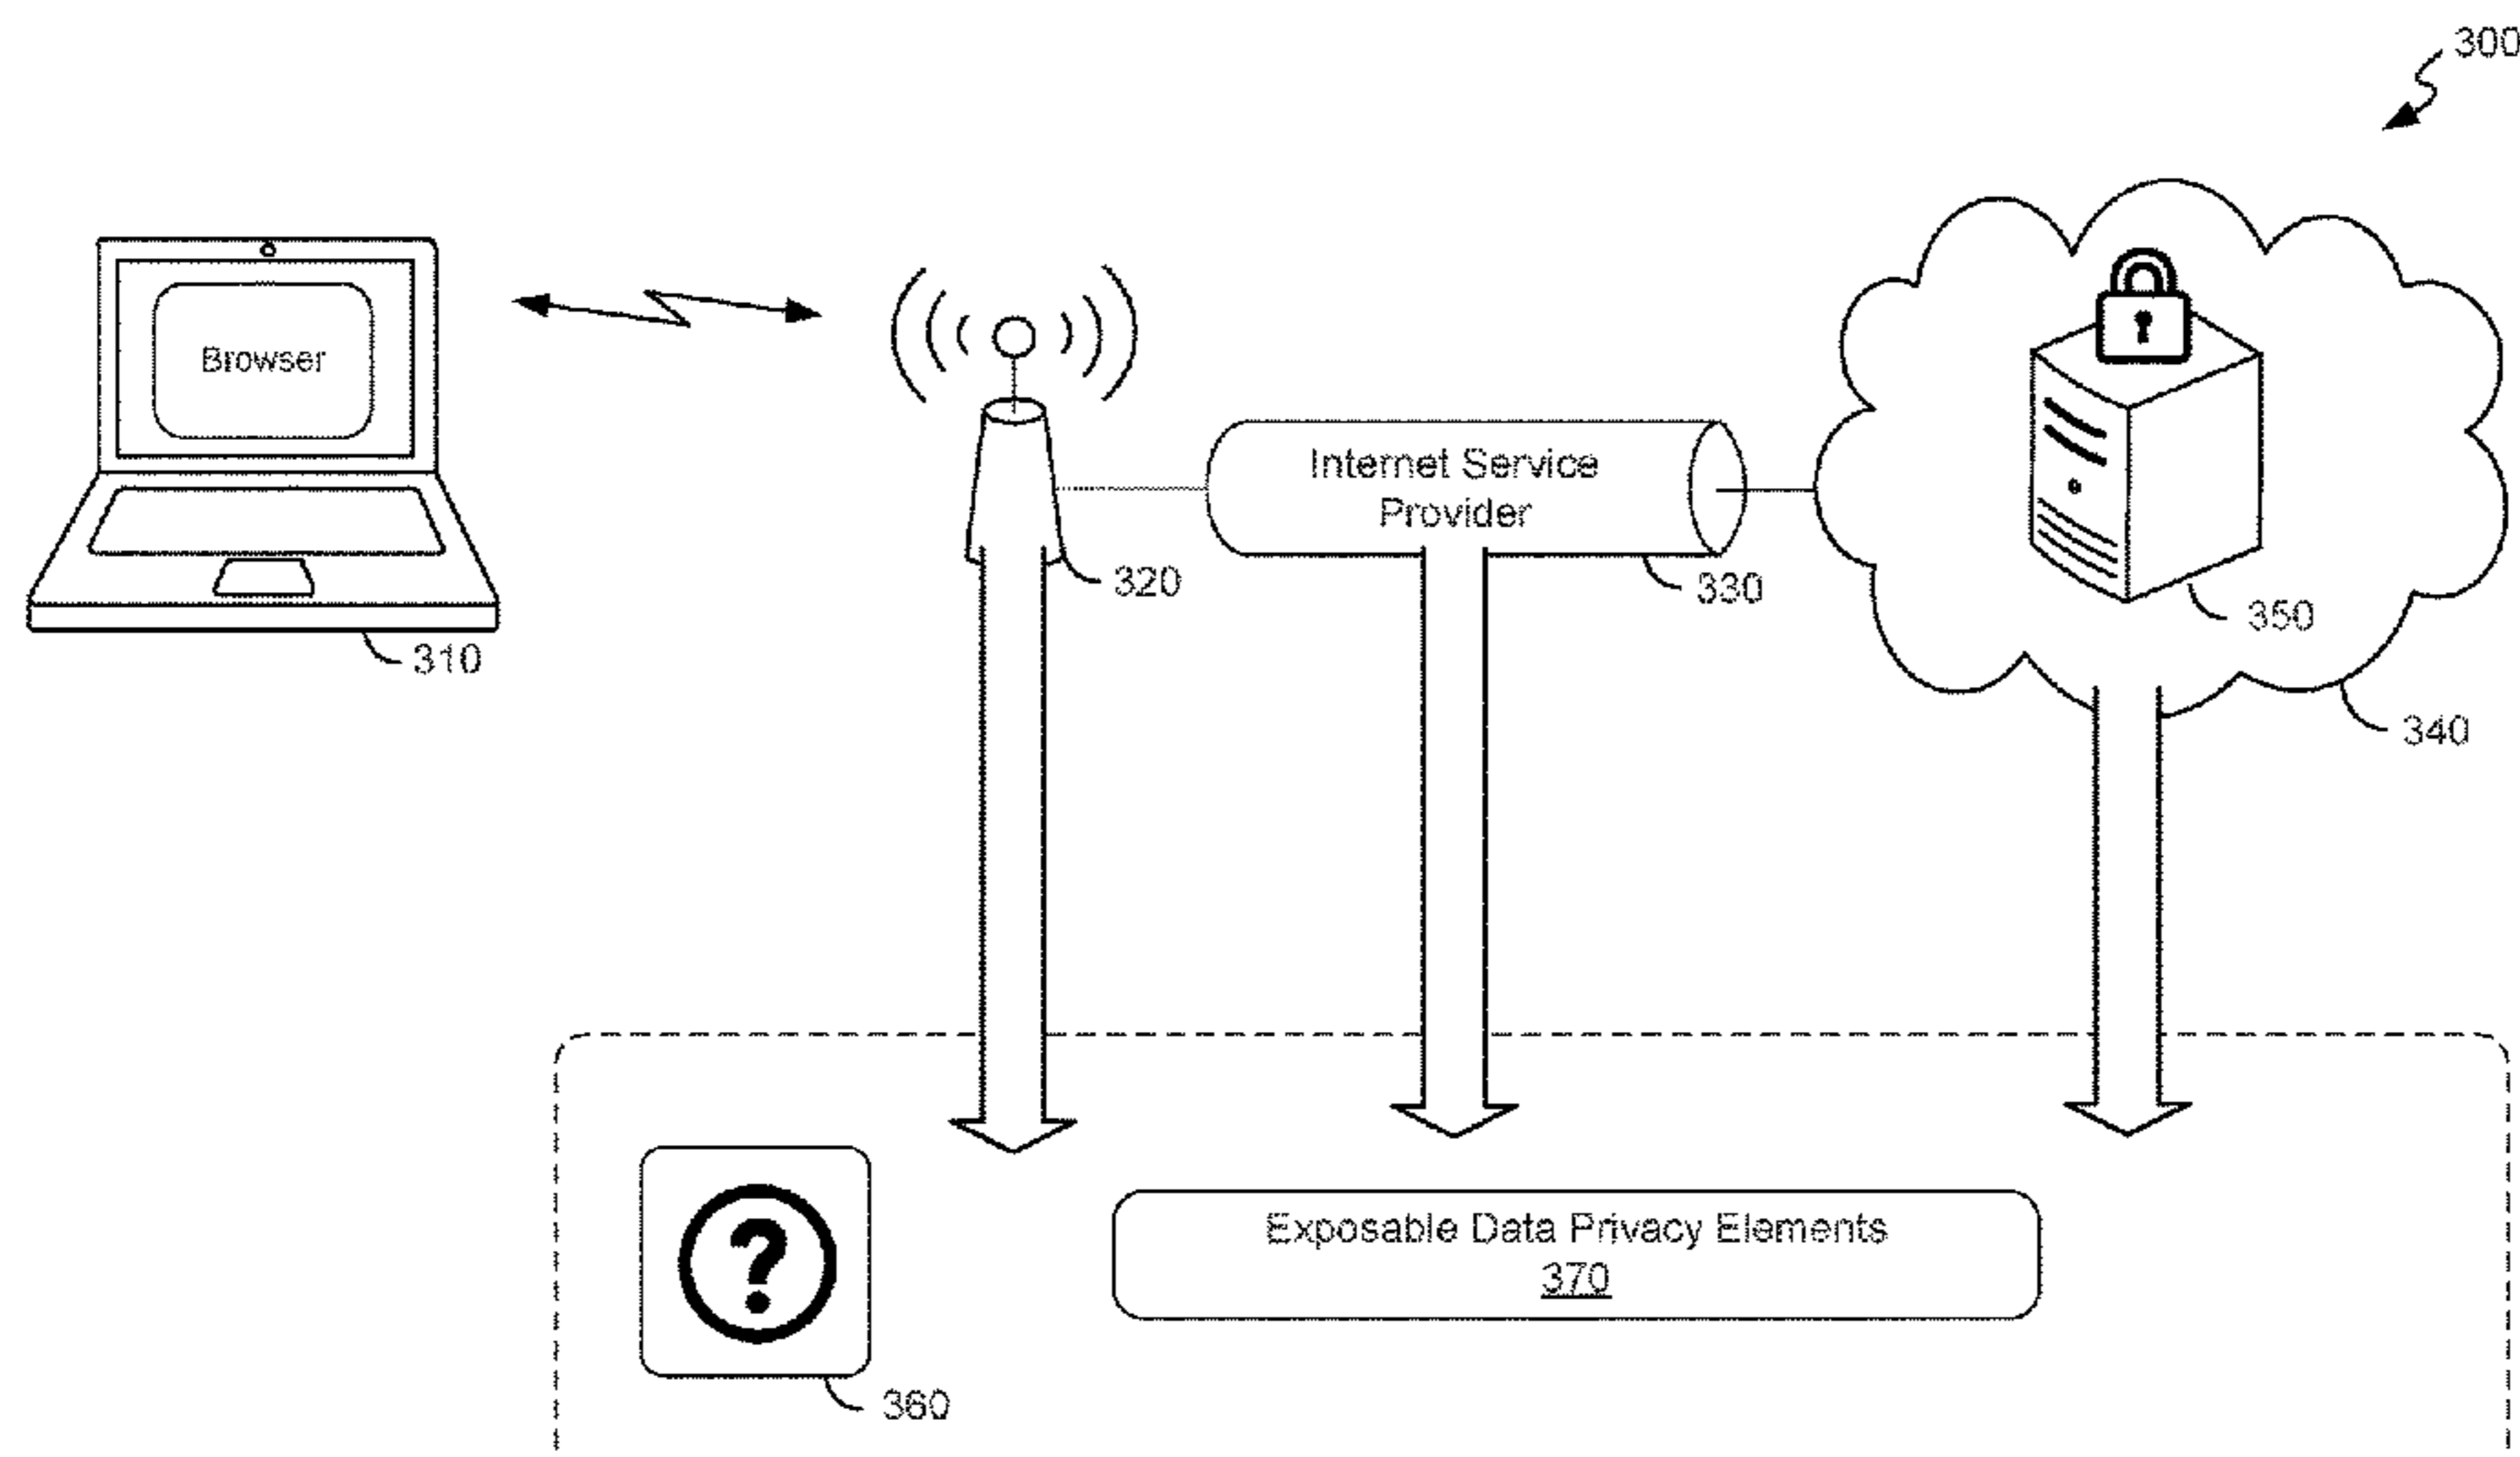 300
Browser
Internet Service
Provider
320
330
350
310
340
?
Exposable Data Privacy Elements
370
360